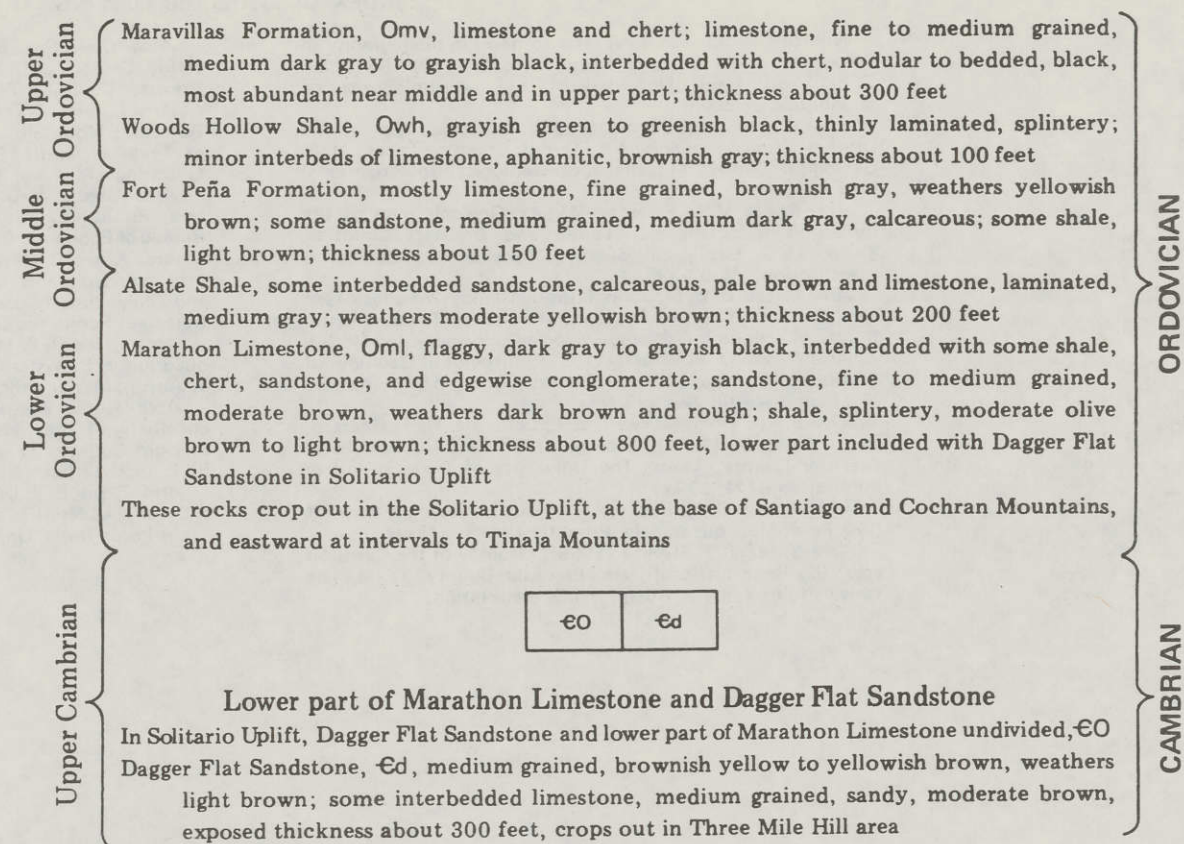 Maravillas Formation, Omv, limestone and chert; limestone, fine to medium grained,
medium dark gray to grayish black, interbedded with chert, nodular to bedded, black,
most abundant near middle and in upper part; thickness about 300 feet
Woods Hollow Shale, Owh, grayish green to greenish black, thinly laminated, splintery;
minor interbeds of limestone, aphanitic, brownish gray; thickness about 100 feet
Fort Peña Formation, mostly limestone, fine grained, brownish gray, weathers yellowish
brown; some sandstone, medium grained, medium dark gray, calcareous; some shale,
light brown; thickness about 150 feet
Alsate Shale, some interbedded sandstone, calcareous, pale brown and limestone, laminated,
medium gray; weathers moderate yellowish brown; thickness about 200 feet
Marathon Limestone, Oml, flaggy, dark gray to grayish black, interbedded with some shale,
chert, sandstone, and edgewise conglomerate; sandstone, fine to medium grained,
moderate brown, weathers dark brown and rough; shale, splintery, moderate olive
brown to light brown; thickness about 800 feet, lower part included with Dagger Flat
Sandstone in Solitario Uplift
These rocks crop out in the Solitario Uplift, at the base of Santiago and Cochran Mountains,
and eastward at intervals to Tinaja Mountains
Upper
Ordovician
Middle
Ordovician
Lower
Ordovician
ORDOVICIAN
ꞒO
Ꞓd
Lower part of Marathon Limestone and Dagger Flat Sandstone
In Solitario Uplift, Dagger Flat Sandstone and lower part of Marathon Limestone undivided, ꞒO
Dagger Flat Sandstone, Ꞓd, medium grained, brownish yellow to yellowish brown, weathers
light brown; some interbedded limestone, medium grained, sandy, moderate brown,
exposed thickness about 300 feet, crops out in Three Mile Hill area
Upper Cambrian
CAMBRIAN